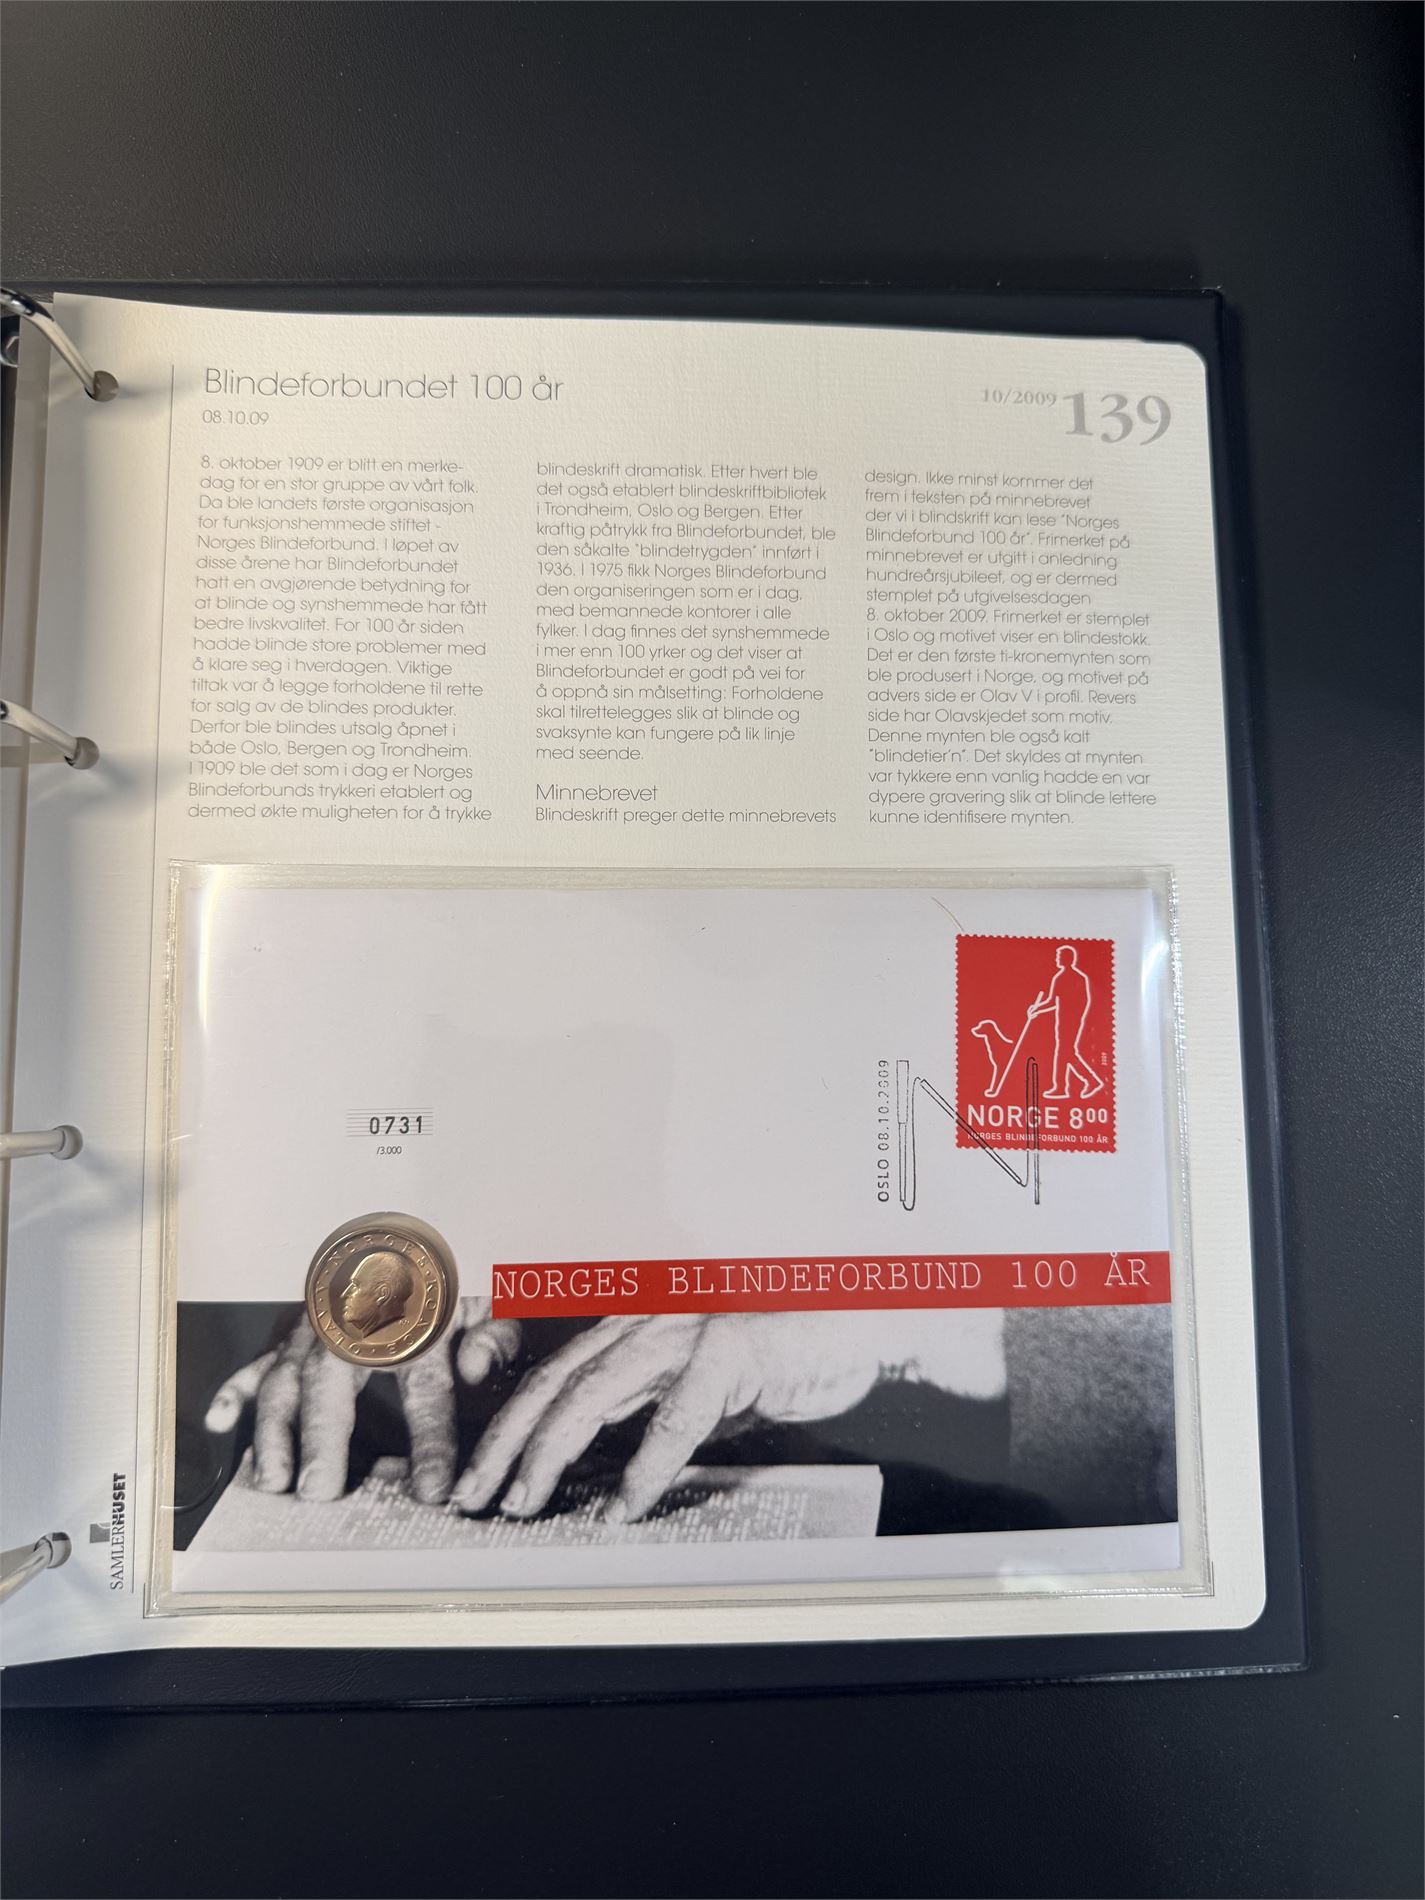 Blindeforbundet 100 år
08.10.09
10/2009 139
8. oktober 1909 er blitt en merke-
dag for en stor gruppe av vårt folk.
Da ble landets første organisasjon
for funksjonshemmede stiftet -
Norges Blindeforbund. I løpet av
disse årene har Blindeforbundet
hatt en avgjørende betydning for
at blinde og synshemmede har fått
bedre livskvalitet. For 100 år siden
hadde blinde store problemer med
å klare seg i hverdagen. Viktige
tiltak var å legge forholdene til rette
for salg av de blindes produkter.
Derfor ble blindes utsalg åpnet i
både Oslo, Bergen og Trondheim.
I 1909 ble det som i dag er Norges
Blindeforbunds trykkeri etablert og
dermed økte muligheten for å trykke
blindeskrift dramatisk. Etter hvert ble
det også etablert blindeskriftbibliotek
i Trondheim, Oslo og Bergen. Etter
kraftig påtrykk fra Blindeforbundet, ble
den såkalte "blindetrygden" innført i
1936. I 1975 fikk Norges Blindeforbund
den organiseringen som er i dag,
med bemannede kontorer i alle
fylker. I dag finnes det synshemmede
i mer enn 100 yrker og det viser at
Blindeforbundet er godt på vei for
å oppnå sin målsetting: Forholdene
skal tilrettelegges slik at blinde og
svaksynte kan fungere på lik linje
med seende.
Minnebrevet
Blindeskrift preger dette minnebrevets
design. Ikke minst kommer det
frem i teksten på minnebrevet
der vi i blindskrift kan lese "Norges
Blindeforbund 100 år". Frimerket på
minnebrevet er utgitt i anledning
hundreårsjubileet, og er dermed
stemplet på utgivelsesdagen
8. oktober 2009. Frimerket er stemplet
i Oslo og motivet viser en blindestokk.
Det er den første ti-kronemynten som
ble produsert i Norge, og motivet på
advers side er Olav V i profil. Revers
side har Olavskjedet som motiv.
Denne mynten ble også kalt
"blindetier'n". Det skyldes at mynten
var tykkere enn vanlig hadde en var
dypere gravering slik at blinde lettere
kunne identifisere mynten.
2009
NORGE 800
NORGES BLINDEFORBUND 100 ÅR
OSLO 08.10.2009
0731
/3.000
OLAV·V·NORGES·KONGE
NORGES BLINDEFORBUND 100 ÅR
SAMLERHUSET